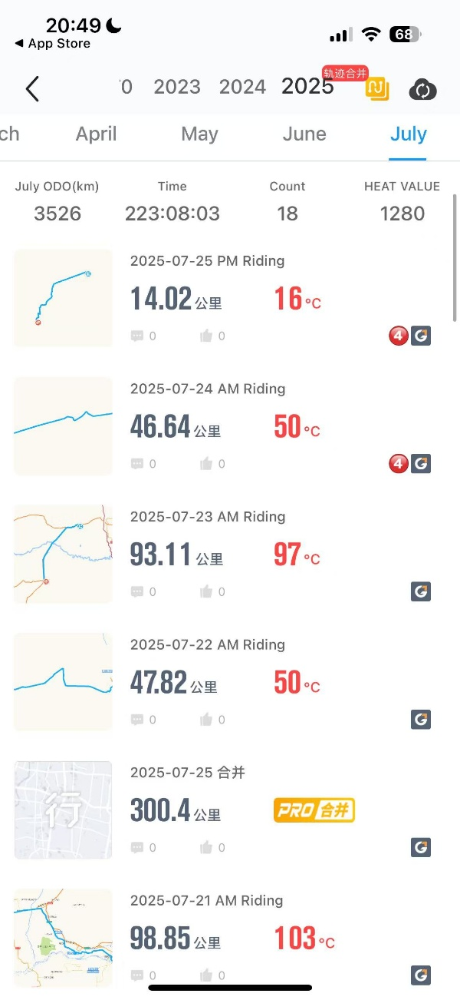 20:49
68
◀ App Store
轨迹合并
0 2023 2024 2025
ch April May June July
July ODO(km) Time Count HEAT VALUE
3526 223:08:03 18 1280
2025-07-25 PM Riding
14.02 公里 16 °C
0 0 4 G
2025-07-24 AM Riding
46.64 公里 50 °C
0 0 4 G
2025-07-23 AM Riding
93.11 公里 97 °C
0 0 G
2025-07-22 AM Riding
47.82 公里 50 °C
0 0 G
2025-07-25 合并
行
300.4 公里 PRO 合并
0 0 G
2025-07-21 AM Riding
98.85 公里 103 °C
0 0 G